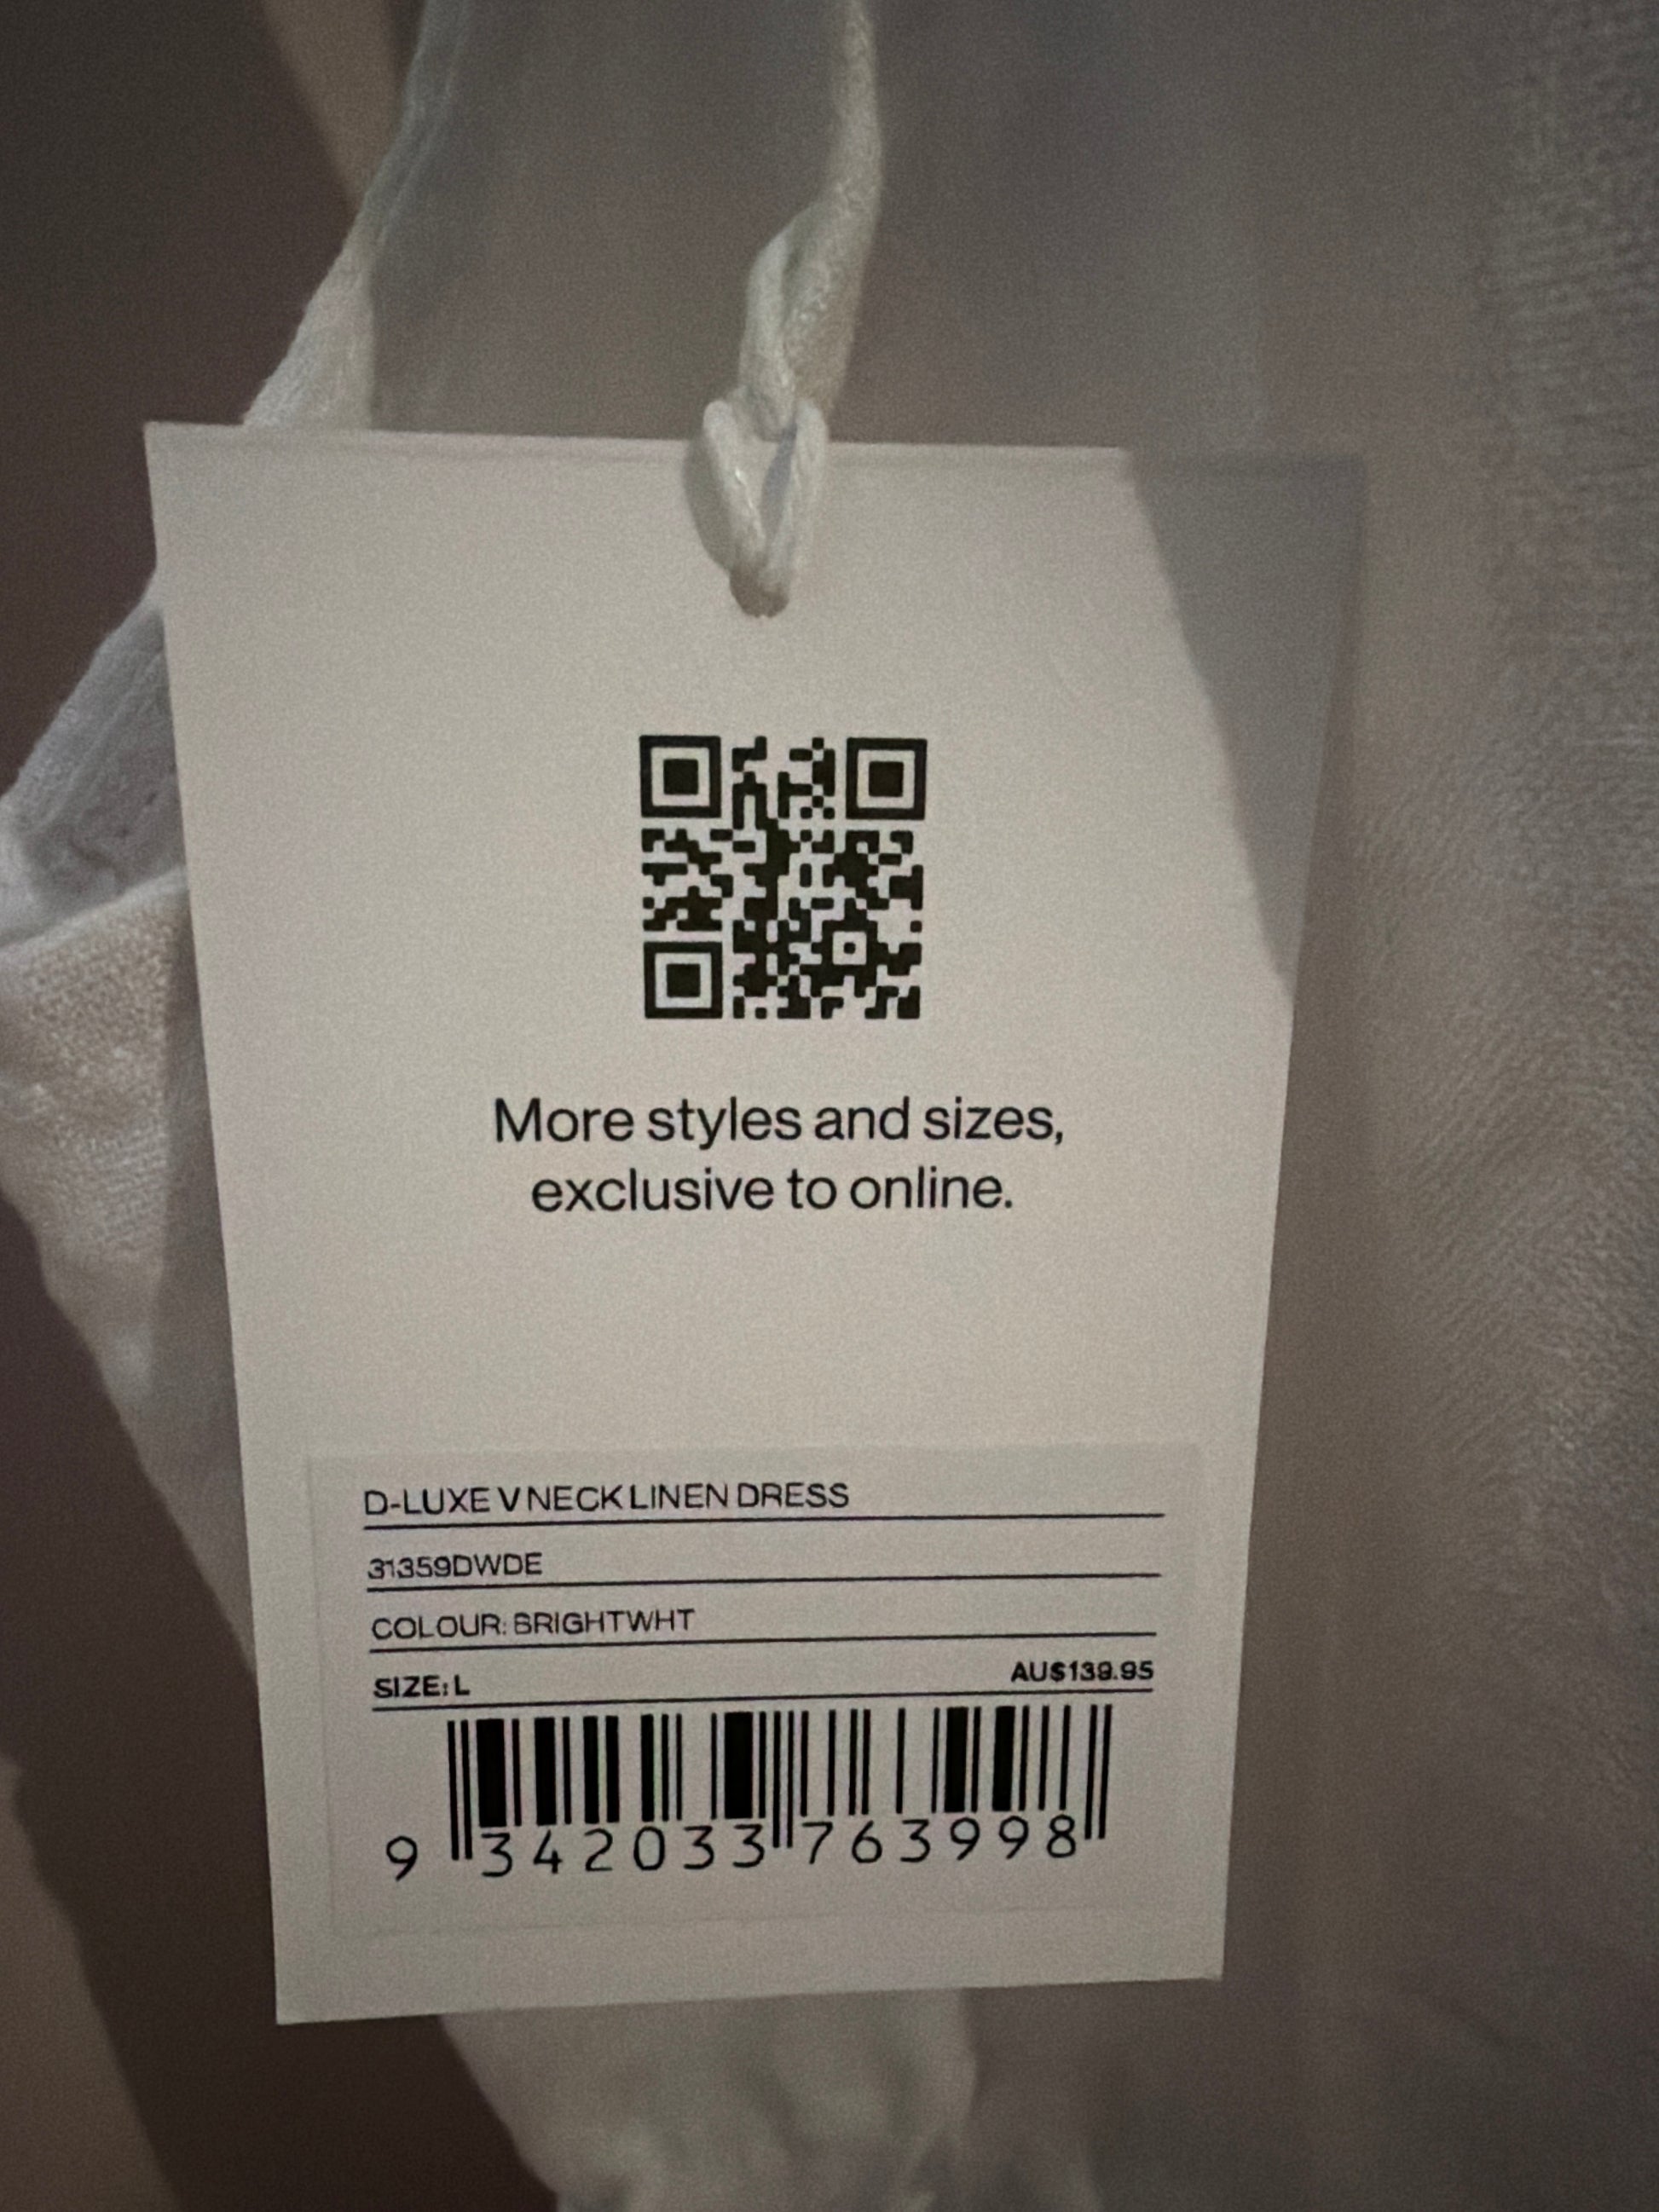 More styles and sizes,
exclusive to online.
D-LUXE V NECK LINEN DRESS
31359DWDE
COLOUR: BRIGHTWHT
SIZE: L AU$139.95
9 342033 763998